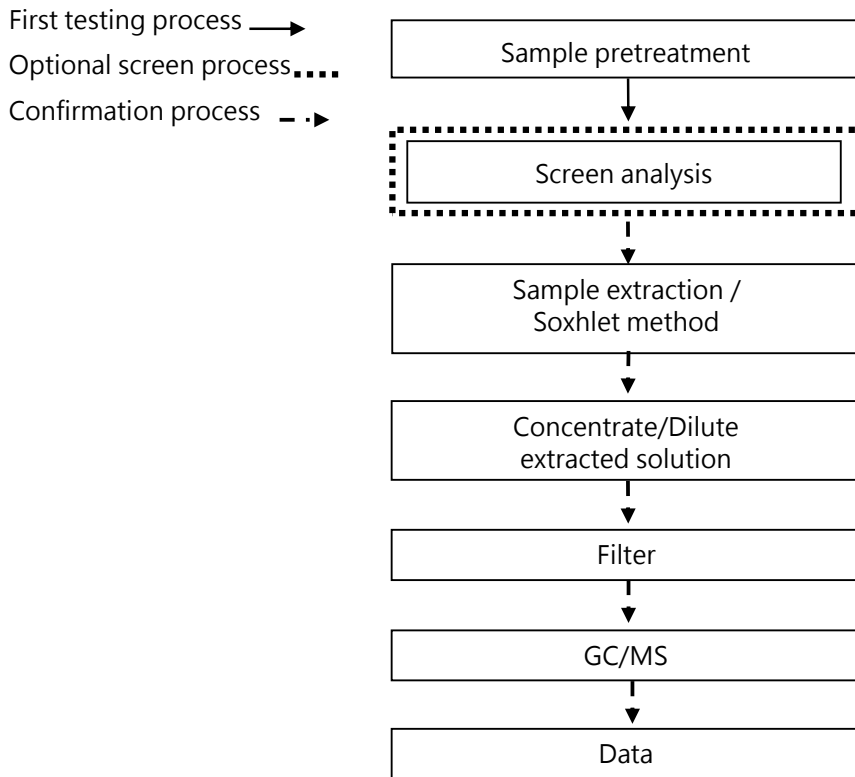 First testing process
Optional screen process
Confirmation process
Sample pretreatment
Screen analysis
Sample extraction /
Soxhlet method
Concentrate/Dilute
extracted solution
Filter
GC/MS
Data